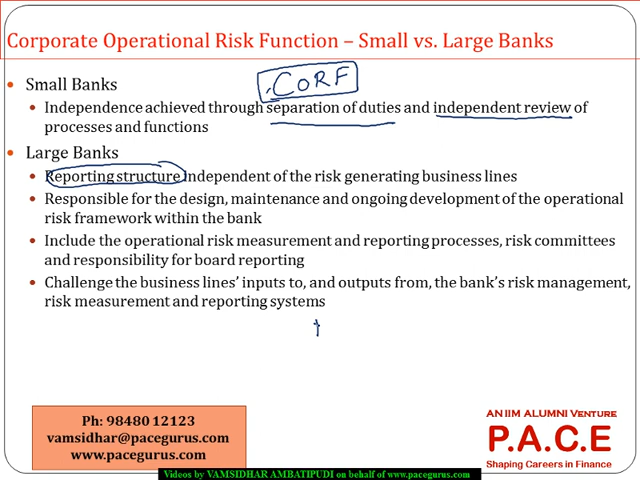 Corporate Operational Risk Function – Small vs. Large Banks
CORF
• Small Banks
• Independence achieved through separation of duties and independent review of
processes and functions
• Large Banks
• Reporting structure independent of the risk generating business lines
• Responsible for the design, maintenance and ongoing development of the operational
risk framework within the bank
• Include the operational risk measurement and reporting processes, risk committees
and responsibility for board reporting
• Challenge the business lines' inputs to, and outputs from, the bank's risk management,
risk measurement and reporting systems
Ph: 98480 12123
vamsidhar@pacegurus.com
www.pacegurus.com
AN IIM ALUMNI VENTURE
P.A.C.E
Shaping Careers in Finance
Videos by VAMSIDHAR AMBATIPUDI on behalf of www.pacegurus.com